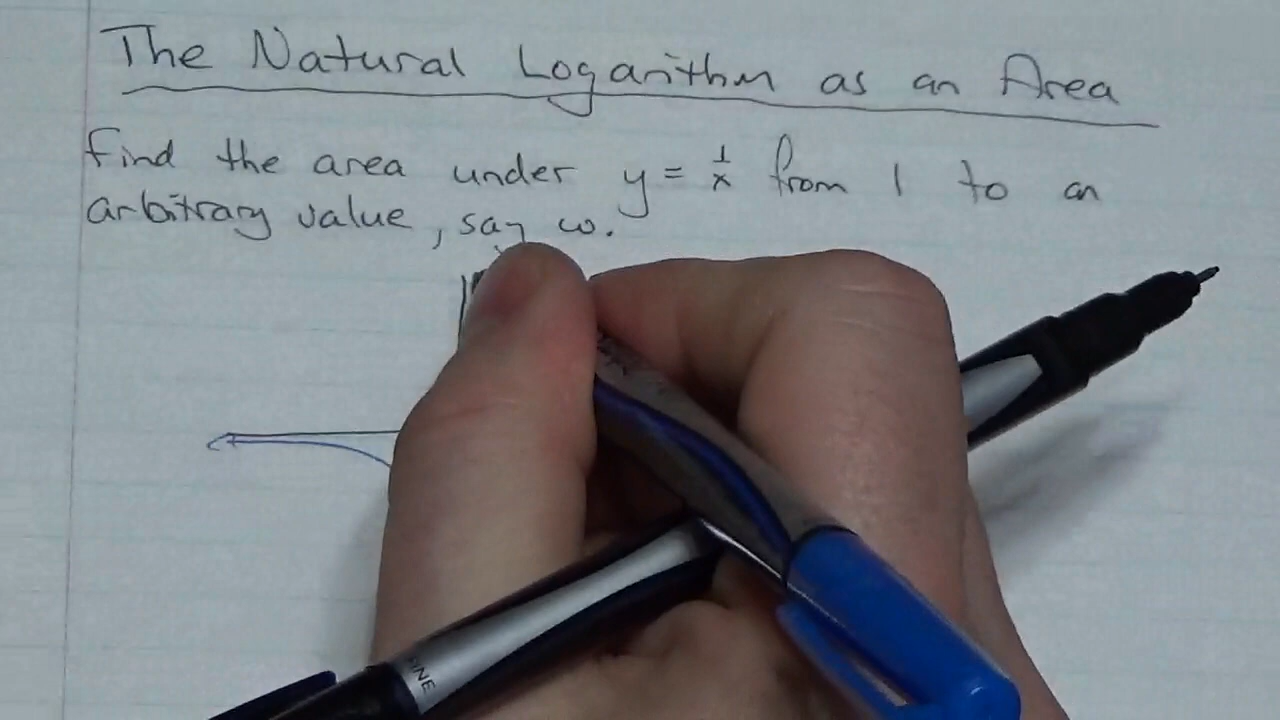 The Natural Logarithm as an Area
Find the area under y = 1/x from 1 to an
arbitrary value, say w.